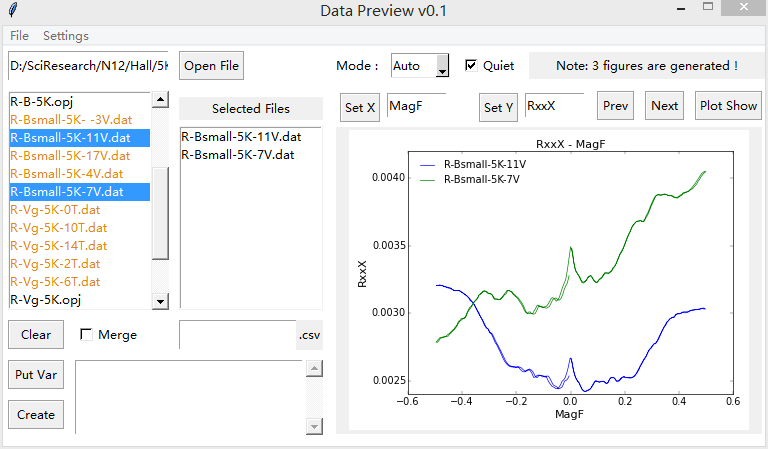 Data Preview v0.1
File Settings
D:/SciResearch/N12/Hall/5K
Open File
Mode :
Auto
Quiet
Note: 3 figures are generated !
Set X
MagF
Set Y
RxxX
Prev
Next
Plot Show
R-B-5K.opj
R-Bsmall-5K- -3V.dat
R-Bsmall-5K-11V.dat
R-Bsmall-5K-17V.dat
R-Bsmall-5K-4V.dat
R-Bsmall-5K-7V.dat
R-Vg-5K-0T.dat
R-Vg-5K-10T.dat
R-Vg-5K-14T.dat
R-Vg-5K-2T.dat
R-Vg-5K-6T.dat
R-Vg-5K.opj
Selected Files
R-Bsmall-5K-11V.dat
R-Bsmall-5K-7V.dat
Clear
Merge
.csv
Put Var
Create
RxxX - MagF
R-Bsmall-5K-11V
R-Bsmall-5K-7V
RxxX
0.0040
0.0035
0.0030
0.0025
−0.6 −0.4 −0.2 0.0 0.2 0.4 0.6
MagF